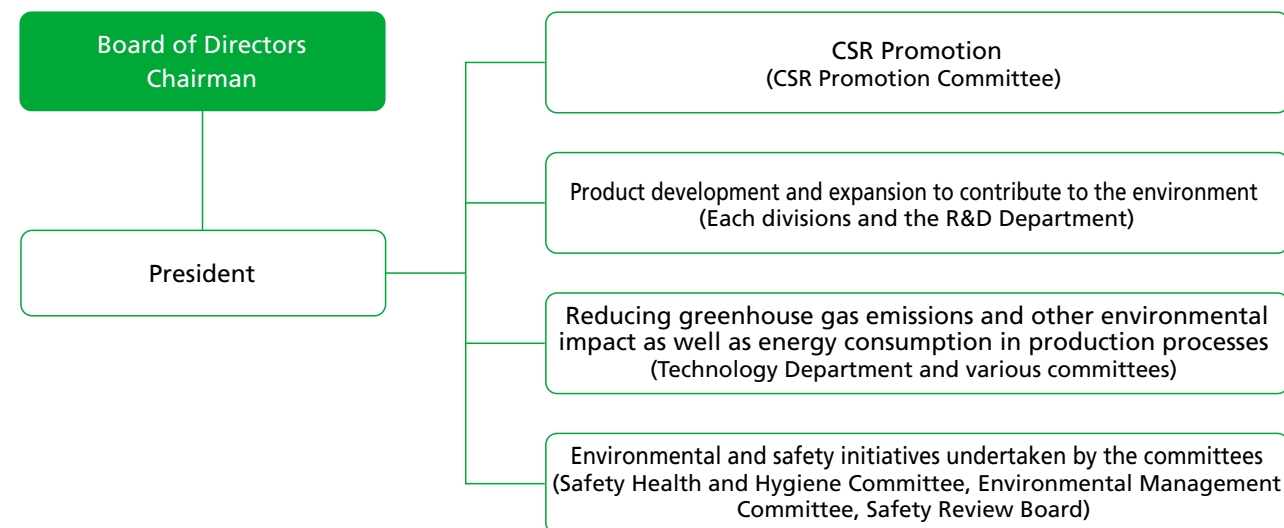 Board of Directors
Chairman
President
CSR Promotion
(CSR Promotion Committee)
Product development and expansion to contribute to the environment
(Each divisions and the R&D Department)
Reducing greenhouse gas emissions and other environmental
impact as well as energy consumption in production processes
(Technology Department and various committees)
Environmental and safety initiatives undertaken by the committees
(Safety Health and Hygiene Committee, Environmental Management
Committee, Safety Review Board)